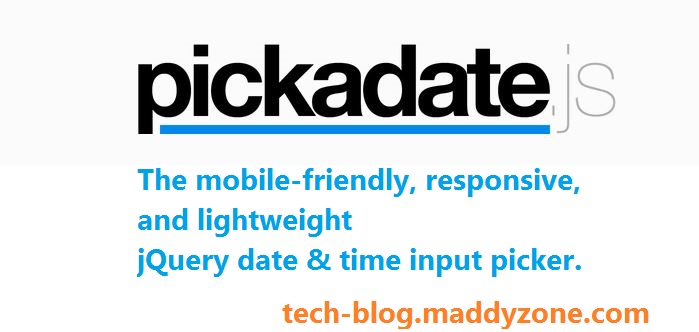 pickadate.js
The mobile-friendly, responsive,
and lightweight
jQuery date & time input picker.
tech-blog.maddyzone.com